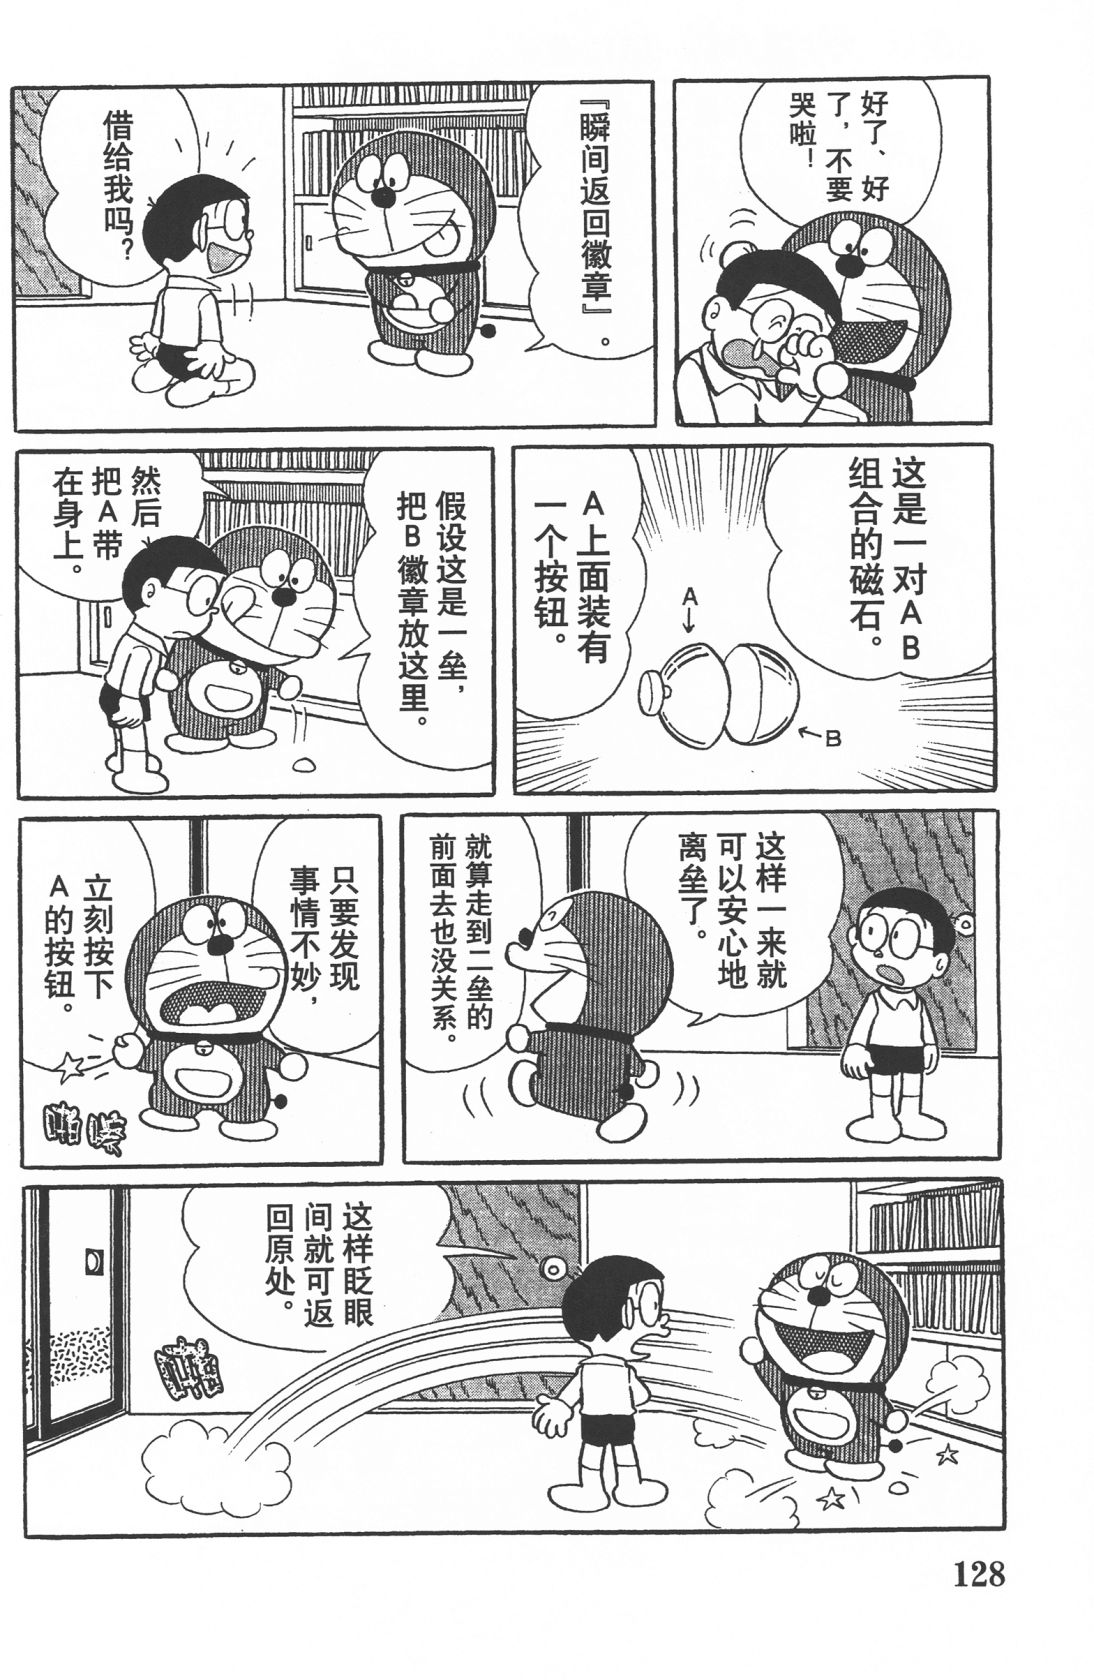 好了、好
了，不要
哭啦！
『瞬间返回徽章』。
借给我吗？
这是一对AB
组合的磁石。
A上面装有
一个按钮。
A
B
假设这是一垒，
把B徽章放这里。
然后
把A带
在身上。
这样一来就
可以安心地
离垒了。
就算走到二垒的
前面去也没关系。
只要发现
事情不妙，
立刻按下
A的按钮。
这样眨眼
间就可返
回原处。
128